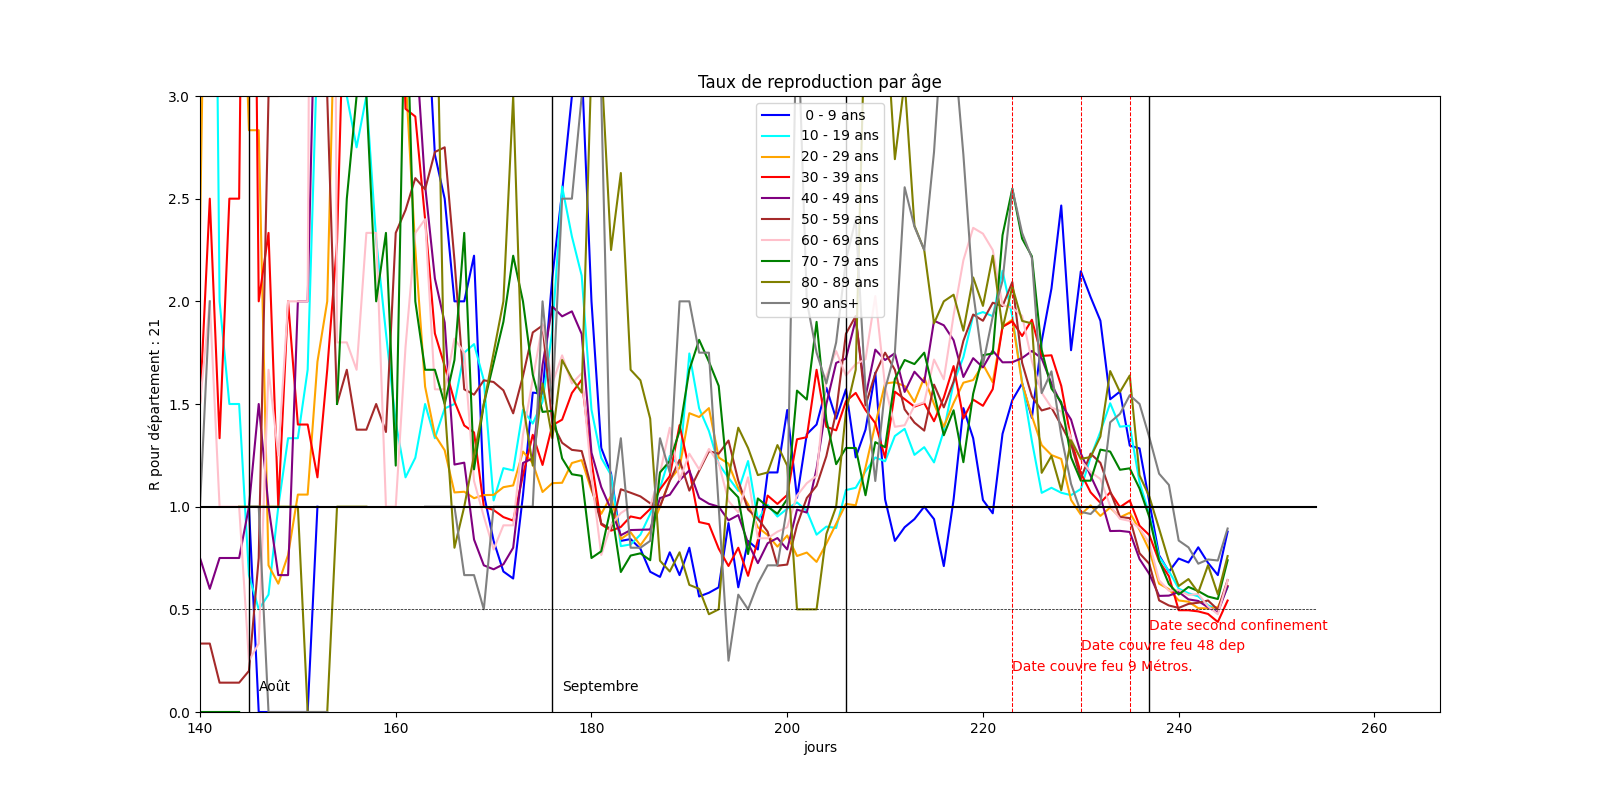 Taux de reproduction par âge
R pour département : 21
3.0
2.5
2.0
1.5
1.0
0.5
0.0
0 - 9 ans
10 - 19 ans
20 - 29 ans
30 - 39 ans
40 - 49 ans
50 - 59 ans
60 - 69 ans
70 - 79 ans
80 - 89 ans
90 ans+
Date second confinement
Date couvre feu 48 dep
Date couvre feu 9 Métros.
Août
Septembre
140
160
180
200
220
240
260
jours